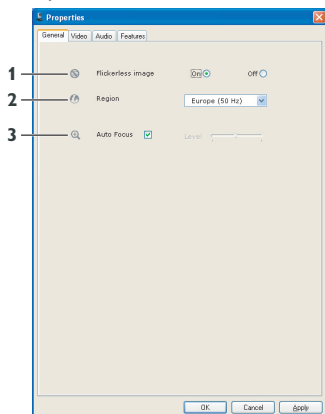 Properties
General Video Audio Features
1 Flickerless image On Off
2 Region Europe (50 Hz)
3 Auto Focus Level
OK Cancel Apply